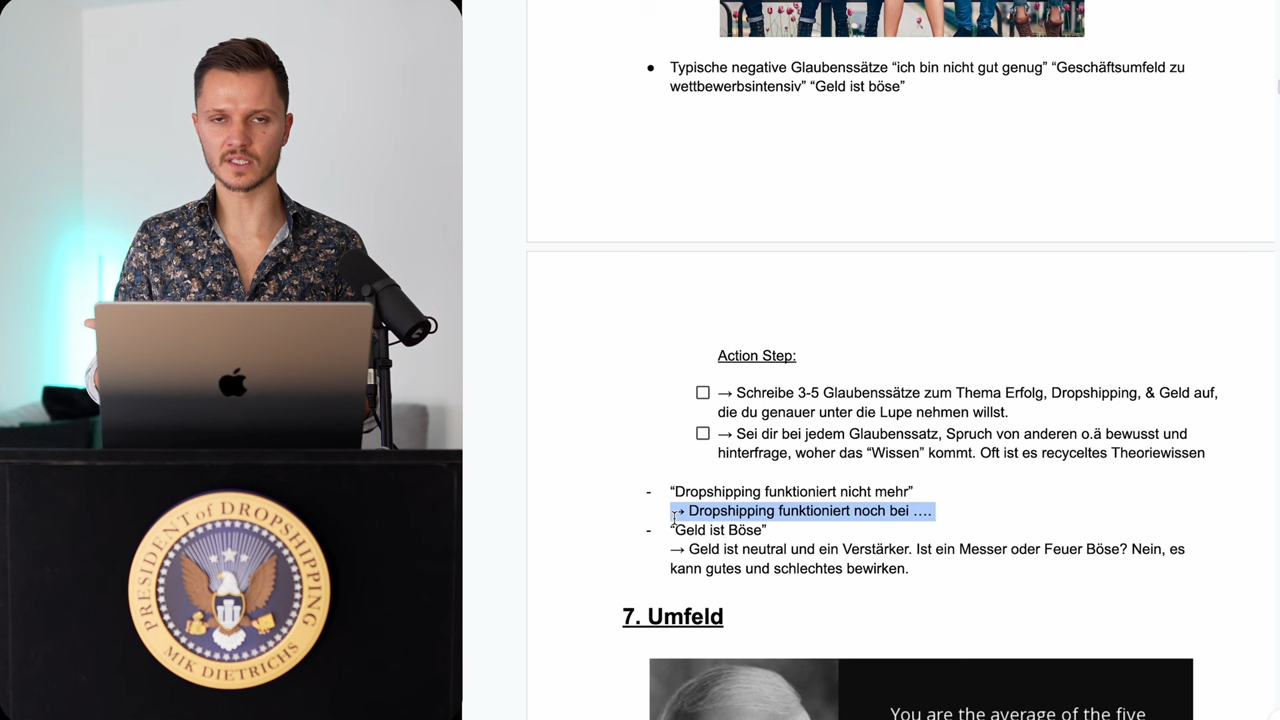 ● Typische negative Glaubenssätze “ich bin nicht gut genug” “Geschäftsumfeld zu
wettbewerbsintensiv” “Geld ist böse”
Action Step:
→ Schreibe 3-5 Glaubenssätze zum Thema Erfolg, Dropshipping, & Geld auf,
die du genauer unter die Lupe nehmen willst.
→ Sei dir bei jedem Glaubenssatz, Spruch von anderen o.ä bewusst und
hinterfrage, woher das “Wissen” kommt. Oft ist es recyceltes Theoriewissen
- “Dropshipping funktioniert nicht mehr”
→ Dropshipping funktioniert noch bei ….
- “Geld ist Böse”
→ Geld ist neutral und ein Verstärker. Ist ein Messer oder Feuer Böse? Nein, es
kann gutes und schlechtes bewirken.
7. Umfeld
You are the average of the five
PRESIDENT of DROPSHIPPING
MIK DIETRICHS